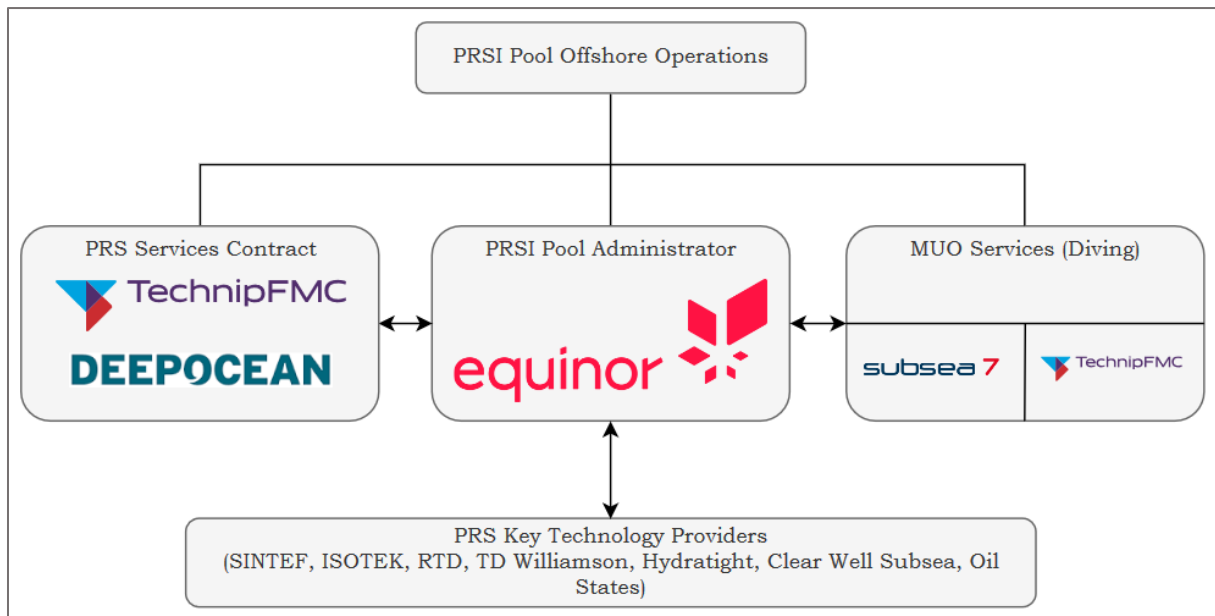 PRSI Pool Offshore Operations
PRS Services Contract
TechnipFMC
DEEPOCEAN
PRSI Pool Administrator
equinor
MUO Services (Diving)
subsea 7
TechnipFMC
PRS Key Technology Providers
(SINTEF, ISOTEK, RTD, TD Williamson, Hydratight, Clear Well Subsea, Oil
States)